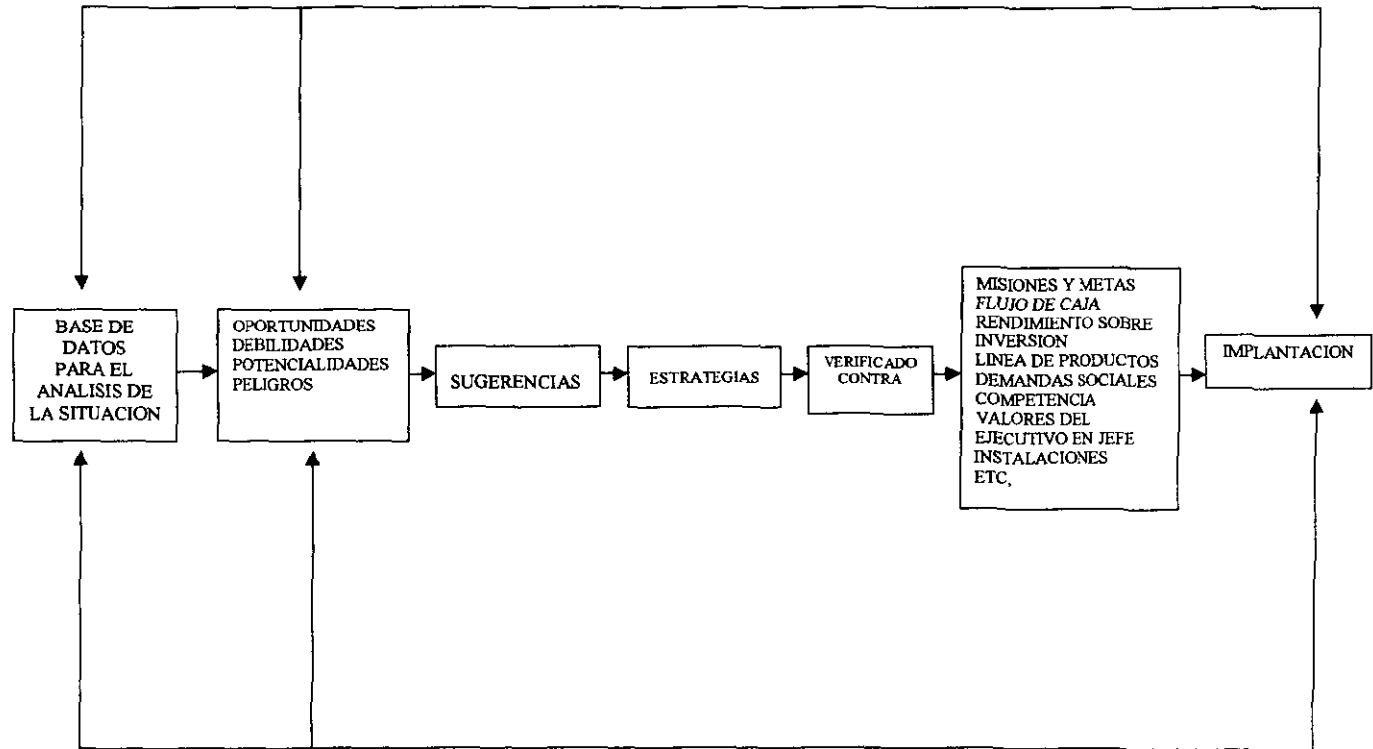 BASE DE
DATOS
PARA EL
ANALISIS DE
LA SITUACION
OPORTUNIDADES
DEBILIDADES
POTENCIALIDADES
PELIGROS
SUGERENCIAS
ESTRATEGIAS
VERIFICADO
CONTRA
MISIONES Y METAS
FLUJO DE CAJA
RENDIMIENTO SOBRE
INVERSION
LINEA DE PRODUCTOS
DEMANDAS SOCIALES
COMPETENCIA
VALORES DEL
EJECUTIVO EN JEFE
INSTALACIONES
ETC,
IMPLANTACION